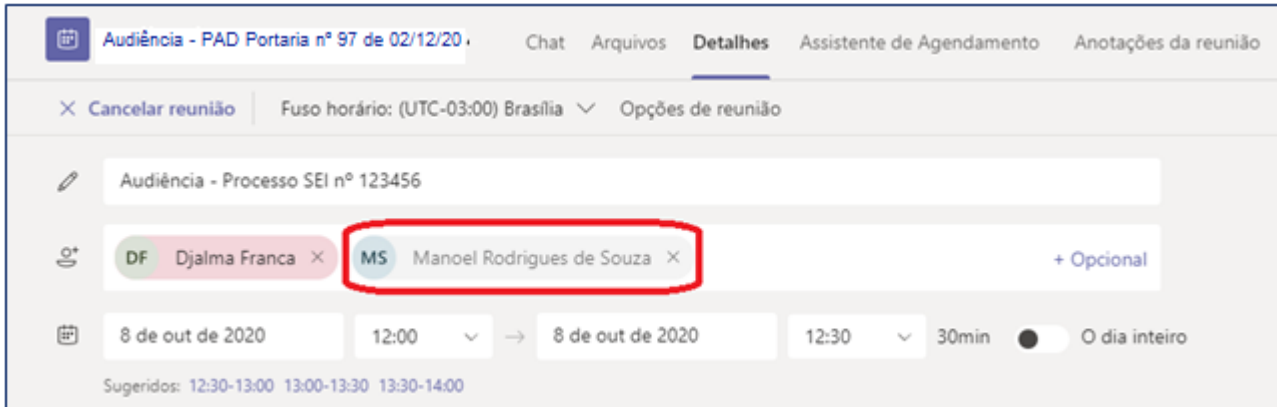 Audiência - PAD Portaria nº 97 de 02/12/20 Chat Arquivos Detalhes Assistente de Agendamento Anotações da reunião
Cancelar reunião Fuso horário: (UTC-03:00) Brasília Opções de reunião
Audiência - Processo SEI nº 123456
DF Djalma Franca × MS Manoel Rodrigues de Souza × + Opcional
8 de out de 2020 12:00 → 8 de out de 2020 12:30 30min O dia inteiro
Sugeridos: 12:30-13:00 13:00-13:30 13:30-14:00